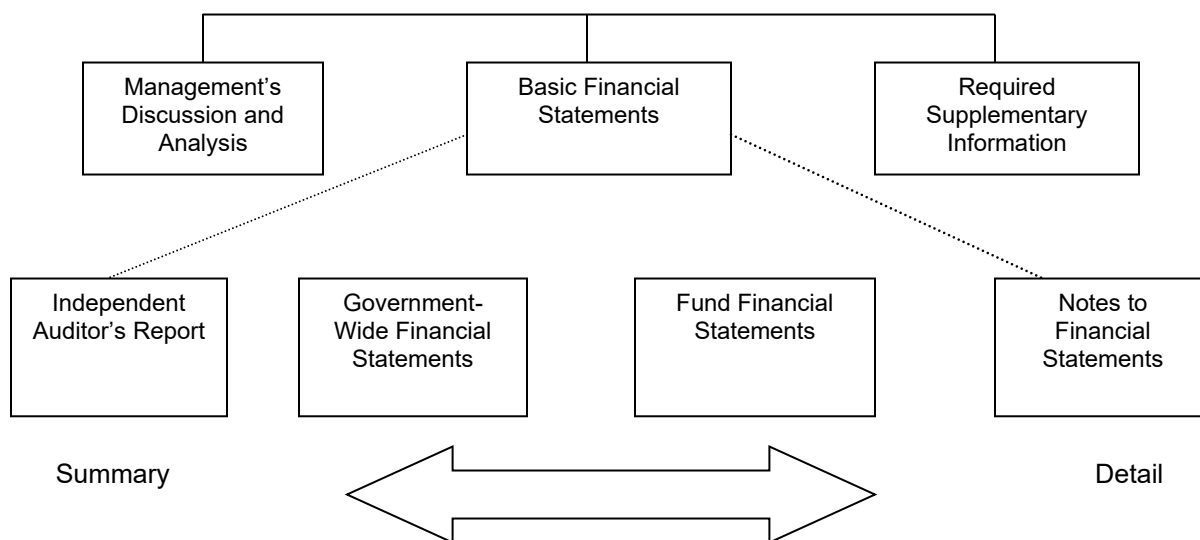 Management’s
Discussion and
Analysis
Basic Financial
Statements
Required
Supplementary
Information
Independent
Auditor’s Report
Government-
Wide Financial
Statements
Fund Financial
Statements
Notes to
Financial
Statements
Summary
Detail